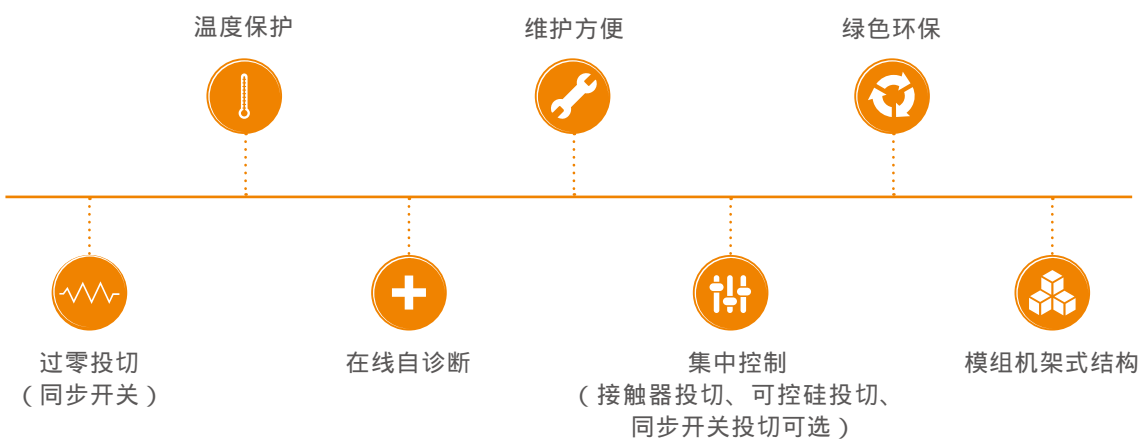 温度保护
维护方便
绿色环保
过零投切
（同步开关）
在线自诊断
集中控制
（接触器投切、可控硅投切、
同步开关投切可选）
模组机架式结构